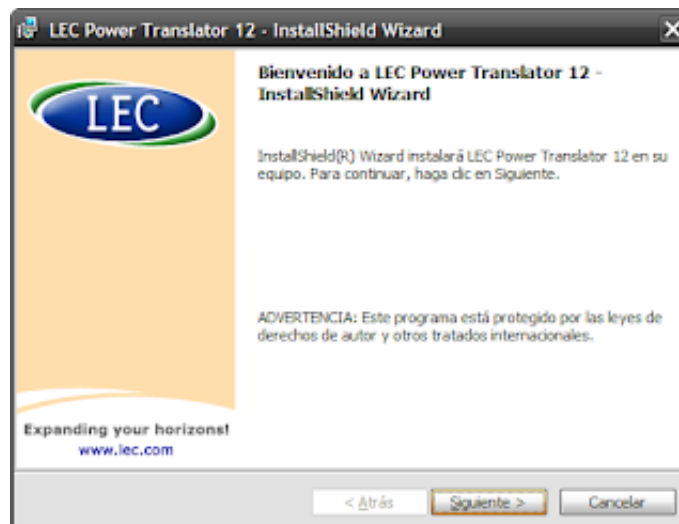 LEC Power Translator 12 - InstallShield Wizard
LEC
Bienvenido a LEC Power Translator 12 -
InstallShield Wizard
InstallShield(R) Wizard instalará LEC Power Translator 12 en su
equipo. Para continuar, haga clic en Siguiente.
ADVERTENCIA: Este programa está protegido por las leyes de
derechos de autor y otros tratados internacionales.
Expanding your horizons!
www.lec.com
< Atrás
Siguiente >
Cancelar